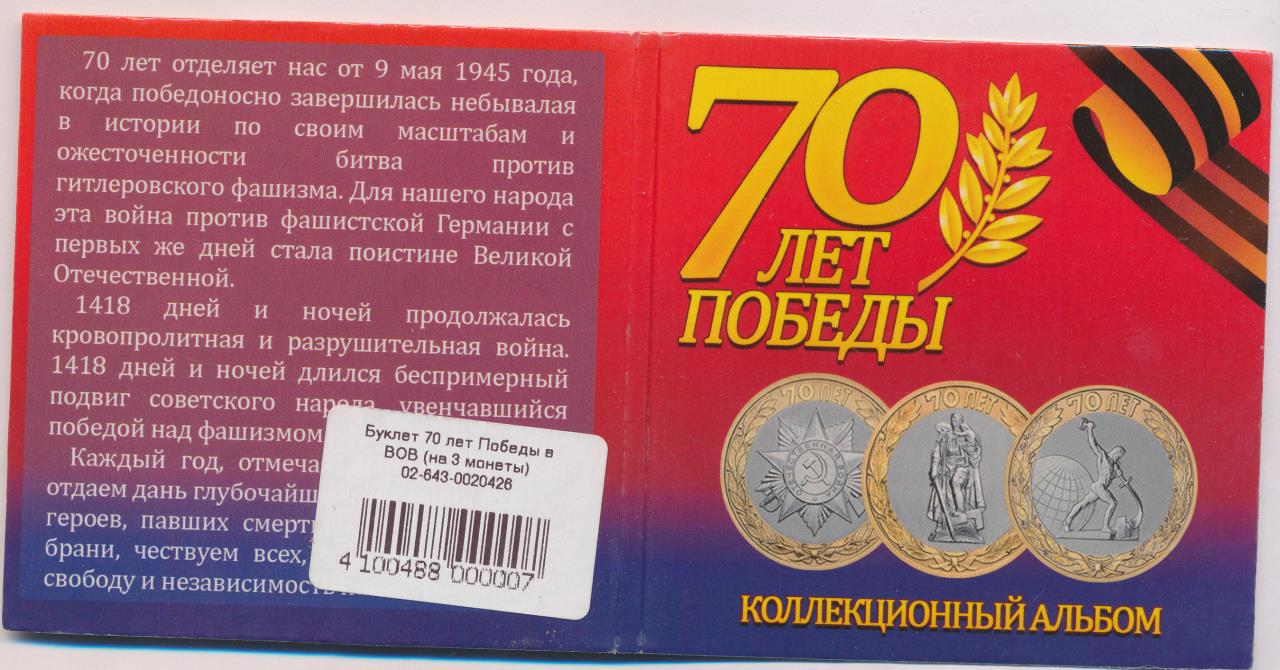 70 лет отделяет нас от 9 мая 1945 года,
когда победоносно завершилась небывалая
в истории по своим масштабам и
ожесточенности битва против
гитлеровского фашизма. Для нашего народа
эта война против фашистской Германии с
первых же дней стала поистине Великой
Отечественной.
1418 дней и ночей продолжалась
кровопролитная и разрушительная война.
1418 дней и ночей длился беспримерный
подвиг советского народа, увенчавшийся
победой над фашизмом
Каждый год, отмеча
отдаем дань глубочайш
героев, павших смерть
брани, чествуем всех,
свободу и независимость
Буклет 70 лет Победы в
ВОВ (на 3 монеты)
02-643-0020426
4 100488 000007
70
ЛЕТ
ПОБЕДЫ
70 ЛЕТ
70 ЛЕТ
70 ЛЕТ
ОТЕЧЕСТВЕННАЯ ВОЙНА
КОЛЛЕКЦИОННЫЙ АЛЬБОМ